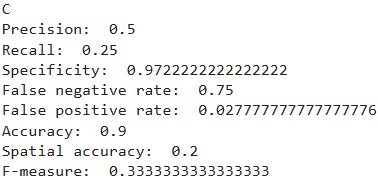 C
Precision:  0.5
Recall:  0.25
Specificity:  0.9722222222222222
False negative rate:  0.75
False positive rate:  0.027777777777777776
Accuracy:  0.9
Spatial accuracy:  0.2
F-measure:  0.3333333333333333